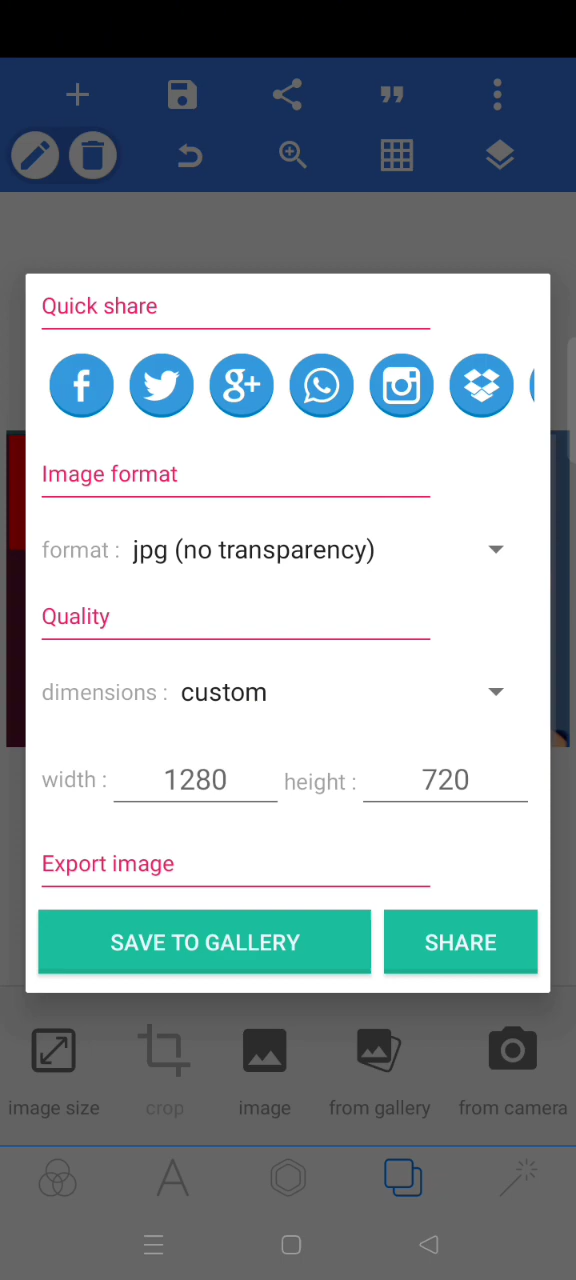 Quick share
Image format
format : jpg (no transparency)
Quality
dimensions : custom
width : 1280 height : 720
Export image
SAVE TO GALLERY SHARE
image size crop image from gallery from camera